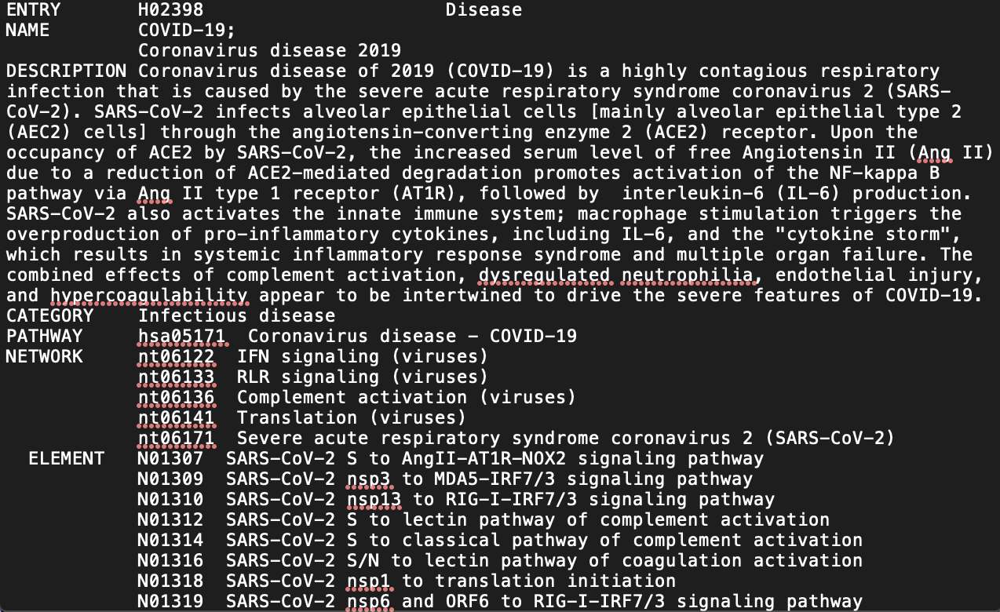 ENTRY       H02398                      Disease
NAME        COVID-19;
            Coronavirus disease 2019
DESCRIPTION Coronavirus disease of 2019 (COVID-19) is a highly contagious respiratory
infection that is caused by the severe acute respiratory syndrome coronavirus 2 (SARS-
CoV-2). SARS-CoV-2 infects alveolar epithelial cells [mainly alveolar epithelial type 2
(AEC2) cells] through the angiotensin-converting enzyme 2 (ACE2) receptor. Upon the
occupancy of ACE2 by SARS-CoV-2, the increased serum level of free Angiotensin II (Ang II)
due to a reduction of ACE2-mediated degradation promotes activation of the NF-kappa B
pathway via Ang II type 1 receptor (AT1R), followed by  interleukin-6 (IL-6) production.
SARS-CoV-2 also activates the innate immune system; macrophage stimulation triggers the
overproduction of pro-inflammatory cytokines, including IL-6, and the "cytokine storm",
which results in systemic inflammatory response syndrome and multiple organ failure. The
combined effects of complement activation, dysregulated neutrophilia, endothelial injury,
and hypercoagulability appear to be intertwined to drive the severe features of COVID-19.
CATEGORY    Infectious disease
PATHWAY     hsa05171  Coronavirus disease - COVID-19
NETWORK     nt06122  IFN signaling (viruses)
            nt06133  RLR signaling (viruses)
            nt06136  Complement activation (viruses)
            nt06141  Translation (viruses)
            nt06171  Severe acute respiratory syndrome coronavirus 2 (SARS-CoV-2)
  ELEMENT   N01307  SARS-CoV-2 S to AngII-AT1R-NOX2 signaling pathway
            N01309  SARS-CoV-2 nsp3 to MDA5-IRF7/3 signaling pathway
            N01310  SARS-CoV-2 nsp13 to RIG-I-IRF7/3 signaling pathway
            N01312  SARS-CoV-2 S to lectin pathway of complement activation
            N01314  SARS-CoV-2 S to classical pathway of complement activation
            N01316  SARS-CoV-2 S/N to lectin pathway of coagulation activation
            N01318  SARS-CoV-2 nsp1 to translation initiation
            N01319  SARS-CoV-2 nsp6 and ORF6 to RIG-I-IRF7/3 signaling pathway